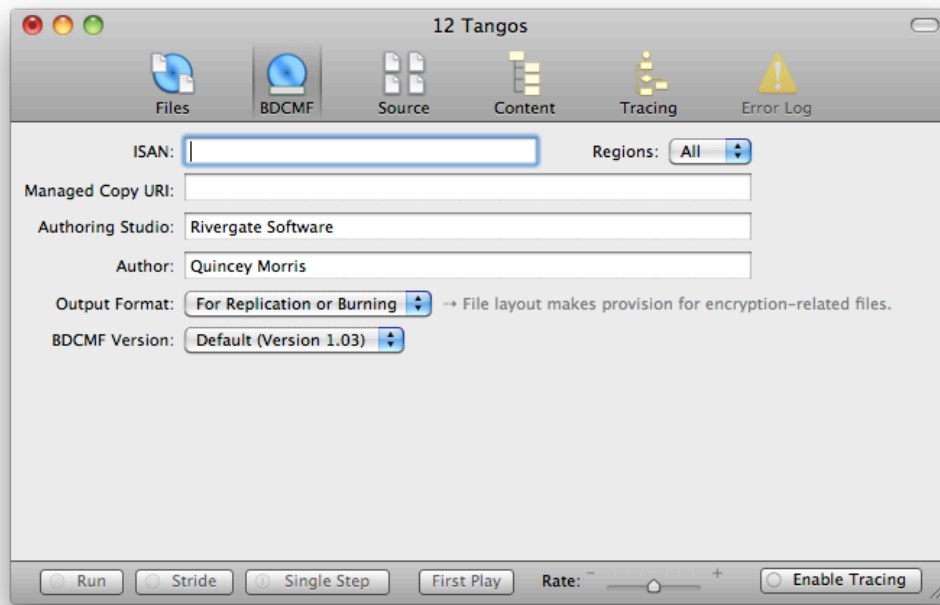 12 Tangos
Files BDCMF Source Content Tracing Error Log
ISAN: Regions: All
Managed Copy URI:
Authoring Studio: Rivergate Software
Author: Quincey Morris
Output Format: For Replication or Burning ⇢ File layout makes provision for encryption-related files.
BDCMF Version: Default (Version 1.03)
Run Stride Single Step First Play Rate: - + Enable Tracing